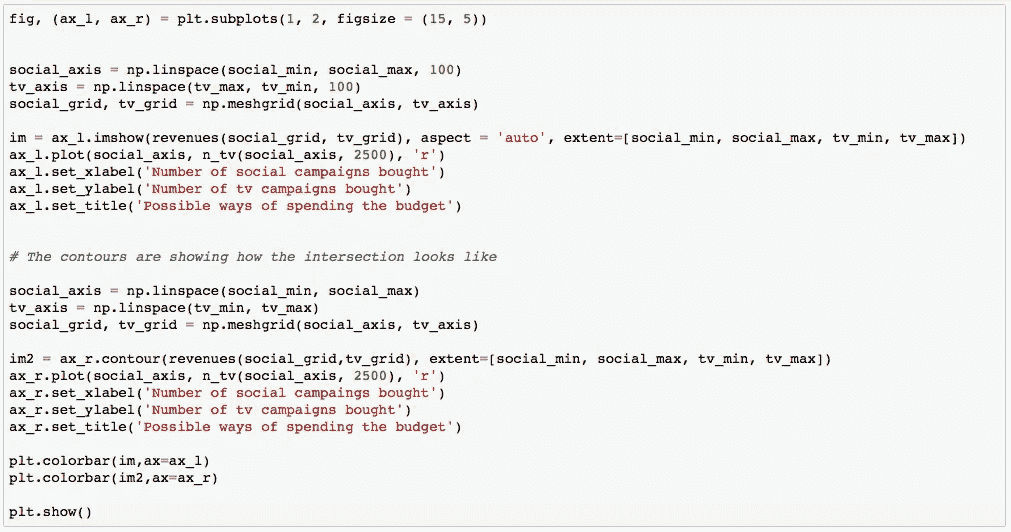 fig, (ax_l, ax_r) = plt.subplots(1, 2, figsize = (15, 5))
social_axis = np.linspace(social_min, social_max, 100)
tv_axis = np.linspace(tv_max, tv_min, 100)
social_grid, tv_grid = np.meshgrid(social_axis, tv_axis)
im = ax_l.imshow(revenues(social_grid, tv_grid), aspect = 'auto', extent=[social_min, social_max, tv_min, tv_max])
ax_l.plot(social_axis, n_tv(social_axis, 2500), 'r')
ax_l.set_xlabel('Number of social campaigns bought')
ax_l.set_ylabel('Number of tv campaigns bought')
ax_l.set_title('Possible ways of spending the budget')
# The contours are showing how the intersection looks like
social_axis = np.linspace(social_min, social_max)
tv_axis = np.linspace(tv_min, tv_max)
social_grid, tv_grid = np.meshgrid(social_axis, tv_axis)
im2 = ax_r.contour(revenues(social_grid,tv_grid), extent=[social_min, social_max, tv_min, tv_max])
ax_r.plot(social_axis, n_tv(social_axis, 2500), 'r')
ax_r.set_xlabel('Number of social campaings bought')
ax_r.set_ylabel('Number of tv campaigns bought')
ax_r.set_title('Possible ways of spending the budget')
plt.colorbar(im,ax=ax_l)
plt.colorbar(im2,ax=ax_r)
plt.show()